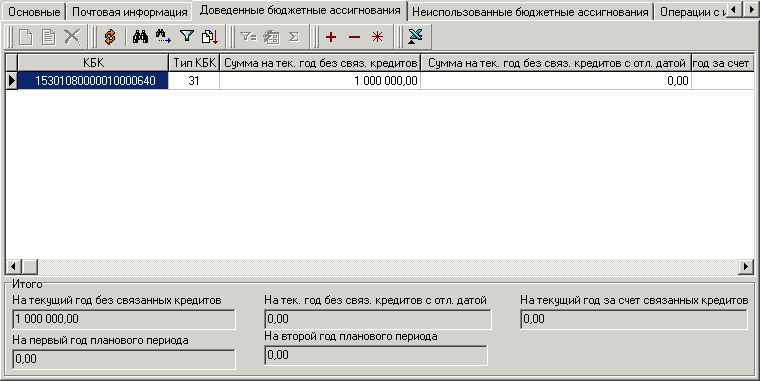 Основные Почтовая информация Доведенные бюджетные ассигнования Неиспользованные бюджетные ассигнования Операции с и
КБК Тип КБК Сумма на тек. год без связ. кредитов Сумма на тек. год без связ. кредитов с отл. датой год за счет
15301080000010000640 31 1 000 000,00 0,00
Итого
На текущий год без связанных кредитов На тек. год без связ. кредитов с отл. датой На текущий год за счет связанных кредитов
1 000 000,00 0,00 0,00
На первый год планового периода На второй год планового периода
0,00 0,00